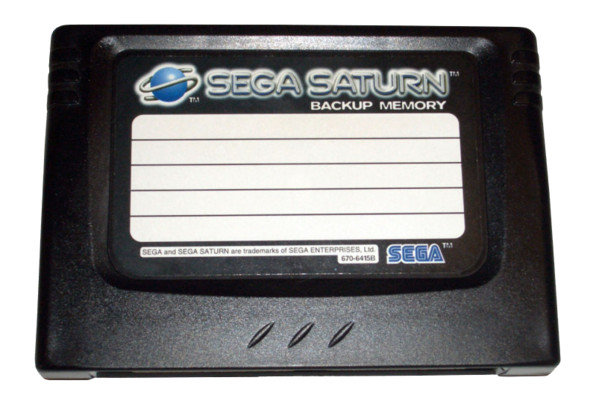 SEGA SATURN™
™
BACKUP MEMORY
SEGA and SEGA SATURN are trademarks of SEGA ENTERPRISES, Ltd.
670-6415B
SEGA™